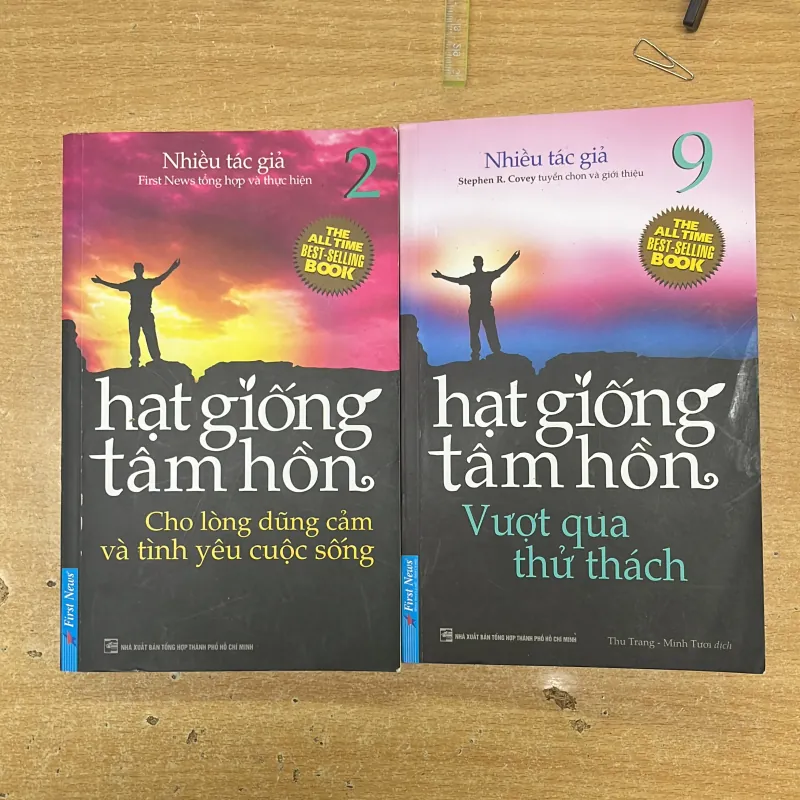 Nhiều tác giả
First News tổng hợp và thực hiện
2
THE
ALL TIME
BEST-SELLING
BOOK
hạt giống
tâm hồn
Cho lòng dũng cảm
và tình yêu cuộc sống
First News
NHÀ XUẤT BẢN TỔNG HỢP THÀNH PHỐ HỒ CHÍ MINH
Nhiều tác giả
Stephen R. Covey tuyển chọn và giới thiệu
9
THE
ALL TIME
BEST-SELLING
BOOK
hạt giống
tâm hồn
Vượt qua
thử thách
First News
NHÀ XUẤT BẢN TỔNG HỢP THÀNH PHỐ HỒ CHÍ MINH
Thu Trang - Minh Tươi dịch